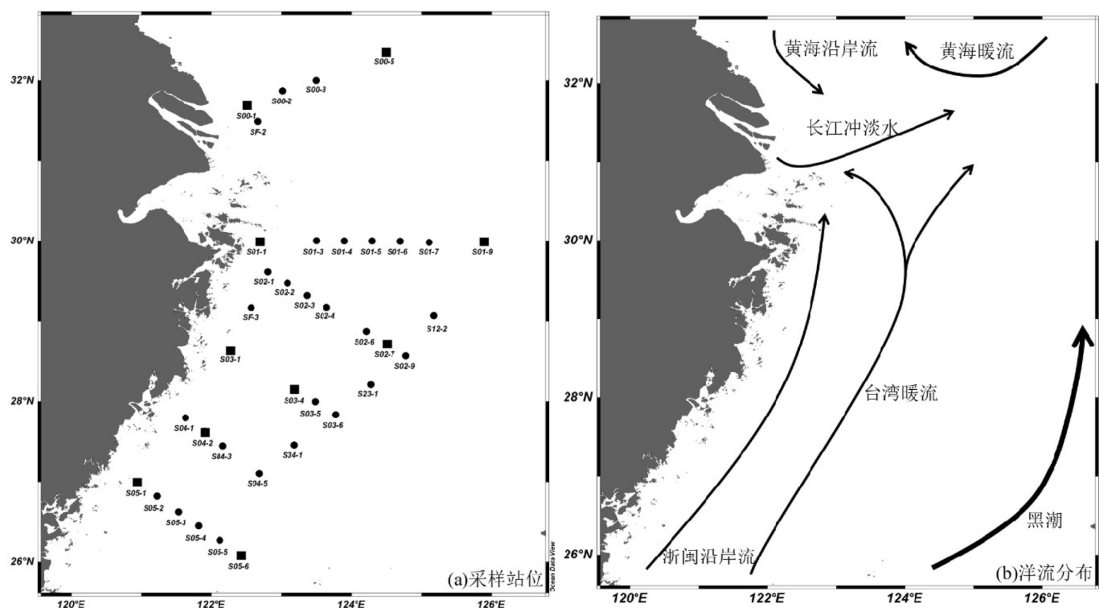 32°N
30°N
28°N
26°N
120°E
122°E
124°E
126°E
S00-5
S00-3
S00-2
S00-1
SF-2
S01-1
S01-3
S01-4
S01-5
S01-6
S01-7
S01-9
S02-1
S02-2
S02-3
S02-4
SF-3
S12-2
S02-6
S02-7
S02-9
S03-1
S23-1
S03-4
S03-5
S03-6
S04-1
S04-2
S04-3
S34-1
S04-5
S05-1
S05-2
S05-3
S05-4
S05-5
S05-6
(a)采样站位
Ocean Data View
32°N
30°N
28°N
26°N
120°E
122°E
124°E
126°E
黄海沿岸流
黄海暖流
长江冲淡水
台湾暖流
黑潮
浙闽沿岸流
(b)洋流分布